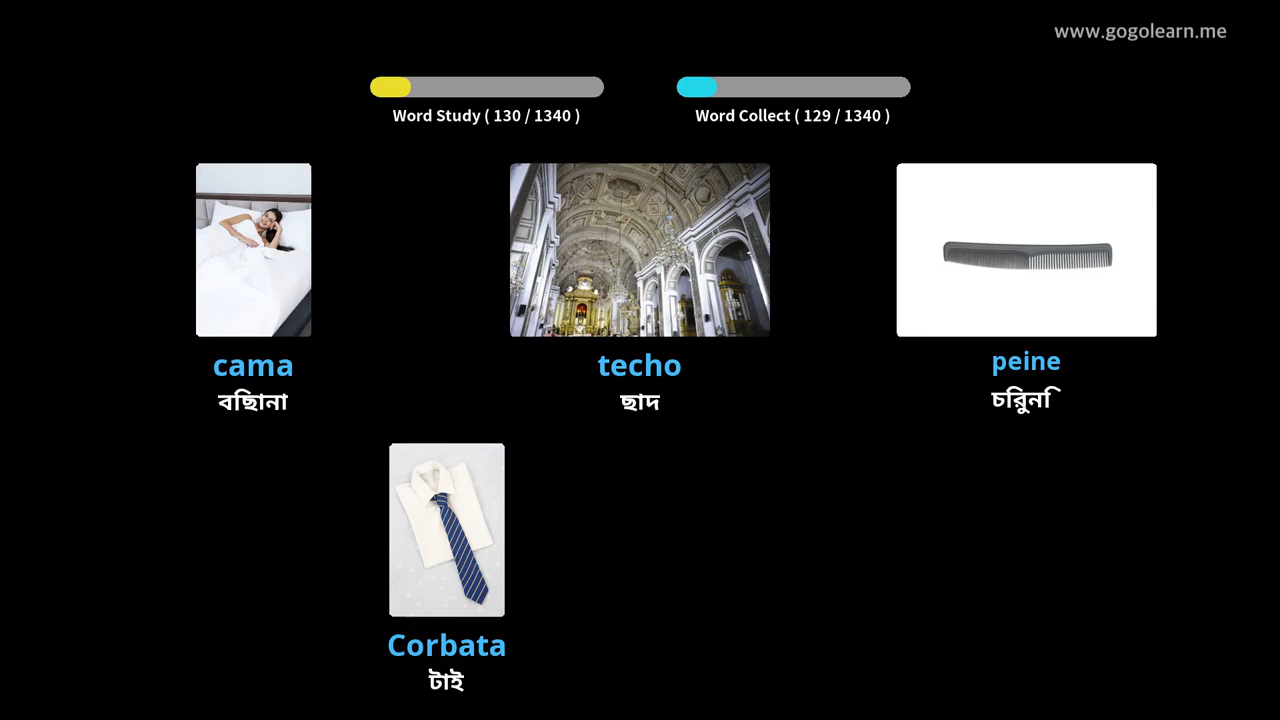 www.gogolearn.me
Word Study ( 130 / 1340 )
Word Collect ( 129 / 1340 )
cama
বিছানা
techo
ছাদ
peine
চিরুনি
Corbata
টাই